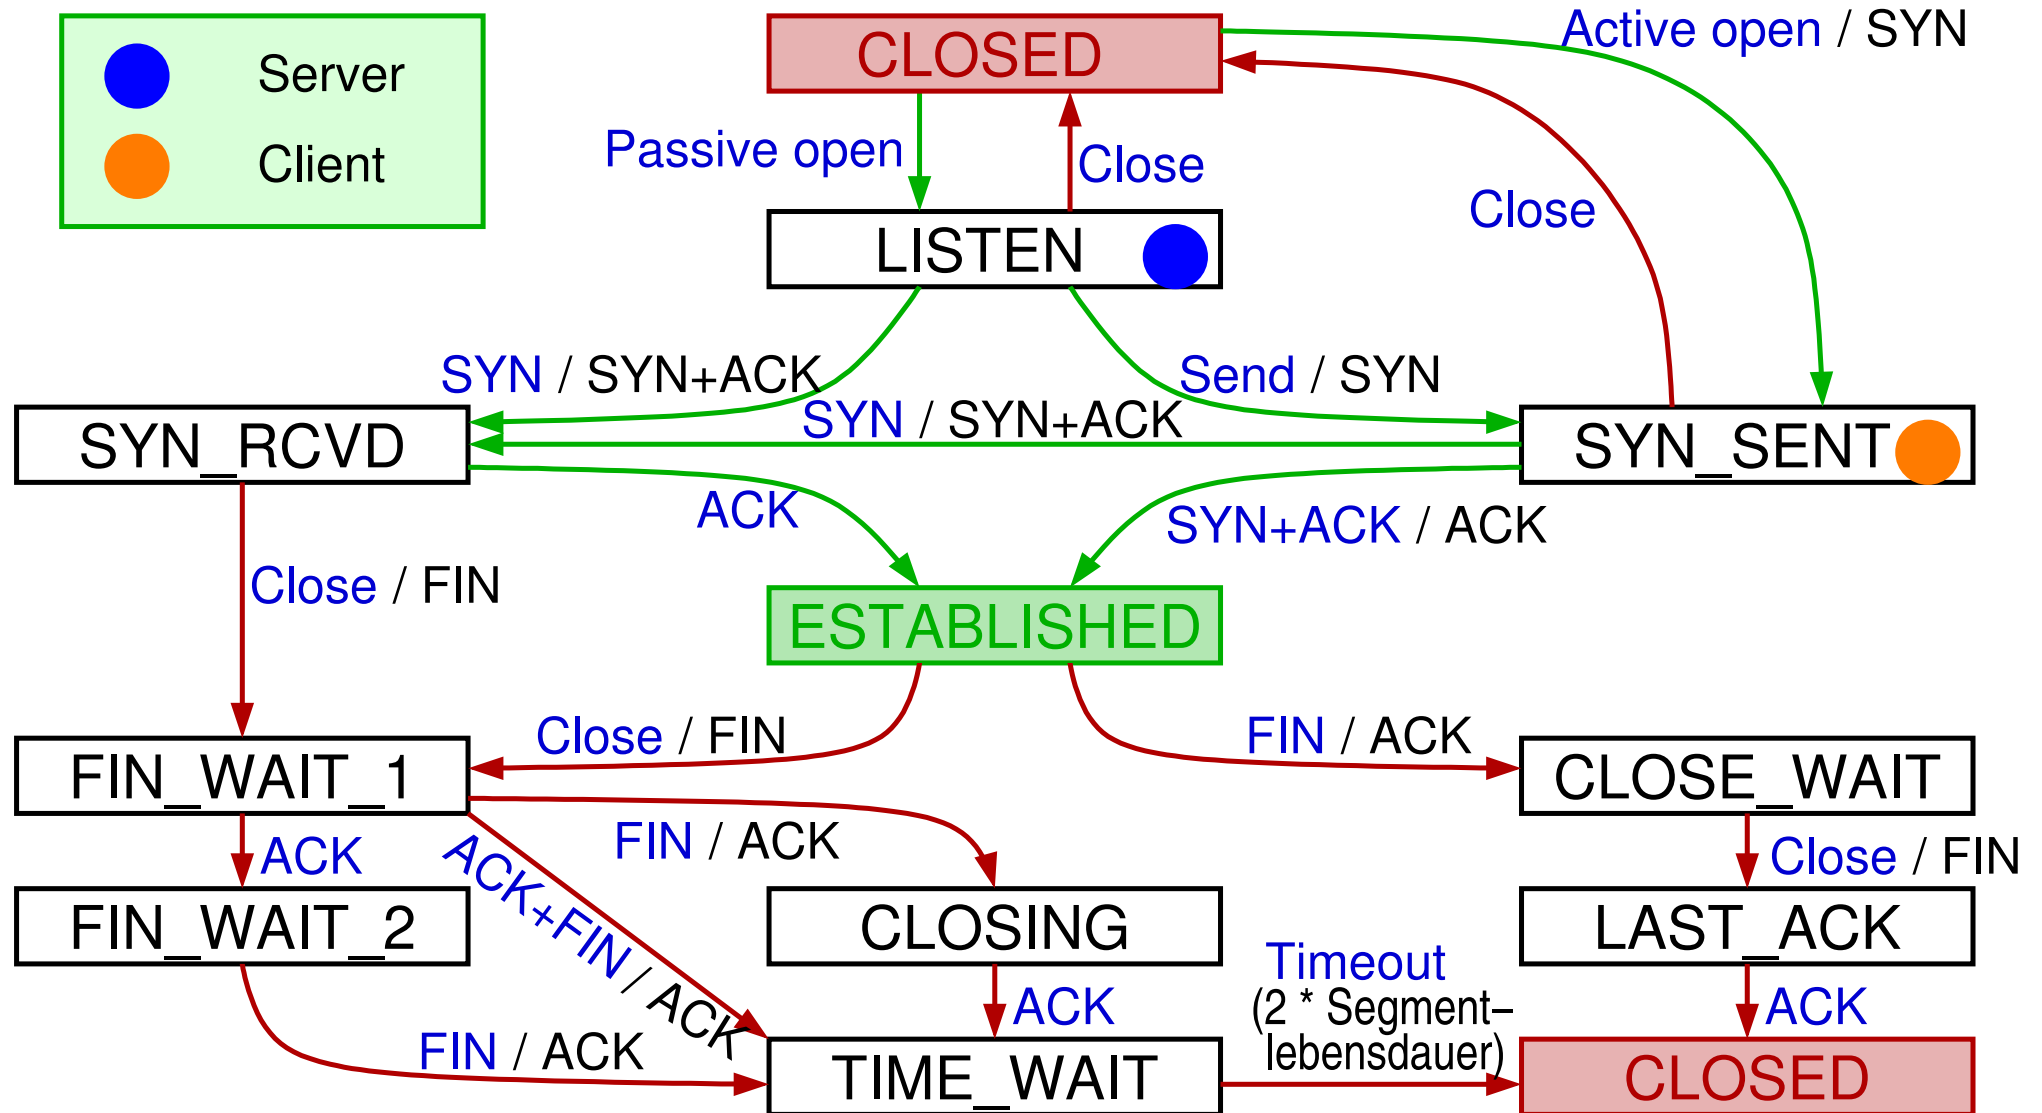 Server
Client
CLOSED
Active open / SYN
Passive open
Close
Close
LISTEN
SYN / SYN+ACK
Send / SYN
SYN / SYN+ACK
SYN_RCVD
SYN_SENT
ACK
SYN+ACK / ACK
Close / FIN
ESTABLISHED
Close / FIN
FIN / ACK
FIN_WAIT_1
CLOSE_WAIT
ACK
ACK+FIN / ACK
FIN / ACK
Close / FIN
FIN_WAIT_2
CLOSING
LAST_ACK
FIN / ACK
ACK
Timeout
(2 * Segment–
lebensdauer)
ACK
TIME_WAIT
CLOSED